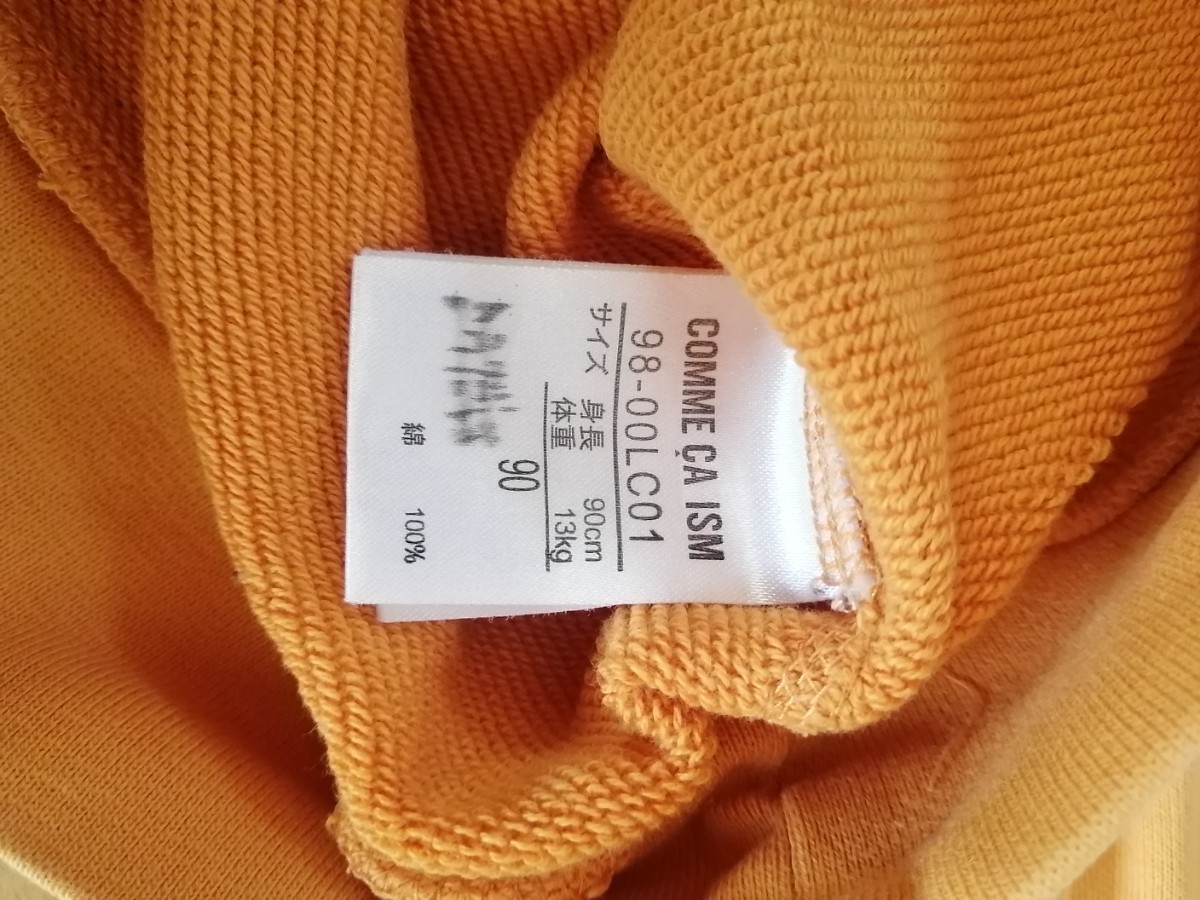 COMME ÇA ISM
98-00LC01
サイズ 身長 90cm
体重 13kg
90
綿 100%